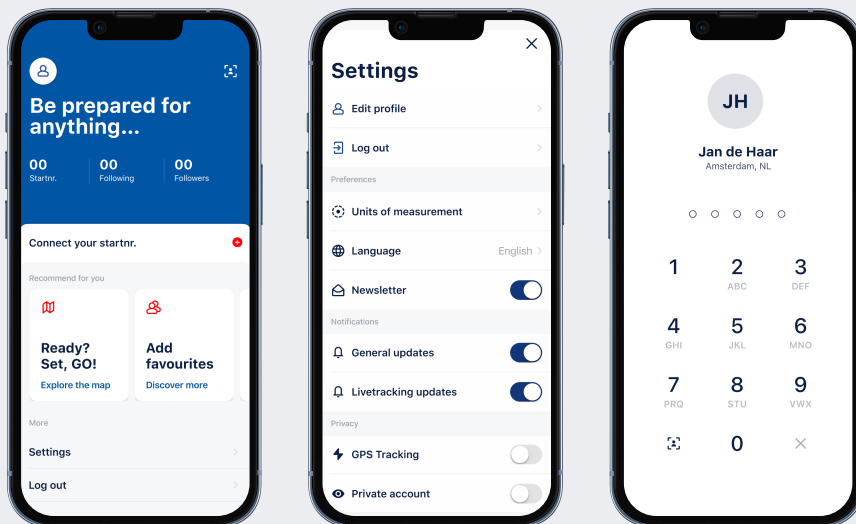 Be prepared for
anything...
00
Startnr.
00
Following
00
Followers
Connect your startnr.
Recommend for you
Ready?
Set, GO!
Explore the map
Add
favourites
Discover more
More
Settings
Log out
Settings
Edit profile
Log out
Preferences
Units of measurement
Language English
Newsletter
Notifications
General updates
Livetracking updates
Privacy
GPS Tracking
Private account
JH
Jan de Haar
Amsterdam, NL
1 2 3
ABC DEF
4 5 6
GHI JKL MNO
7 8 9
PRQ STU VWX
0